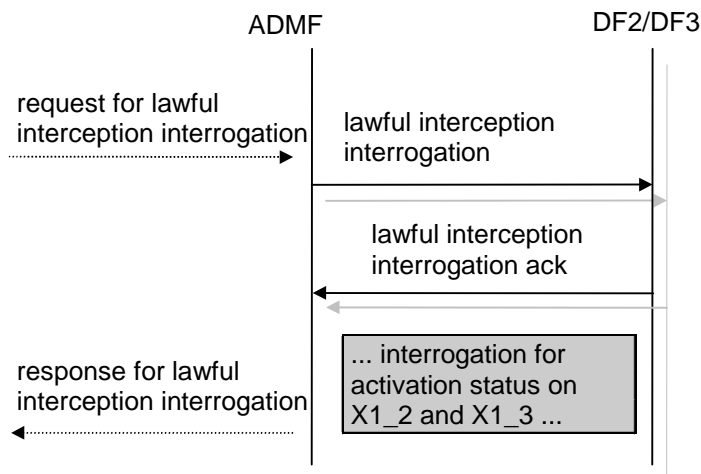 ADMF
DF2/DF3
request for lawful
interception interrogation
lawful interception
interrogation
lawful interception
interrogation ack
... interrogation for
activation status on
X1_2 and X1_3 ...
response for lawful
interception interrogation